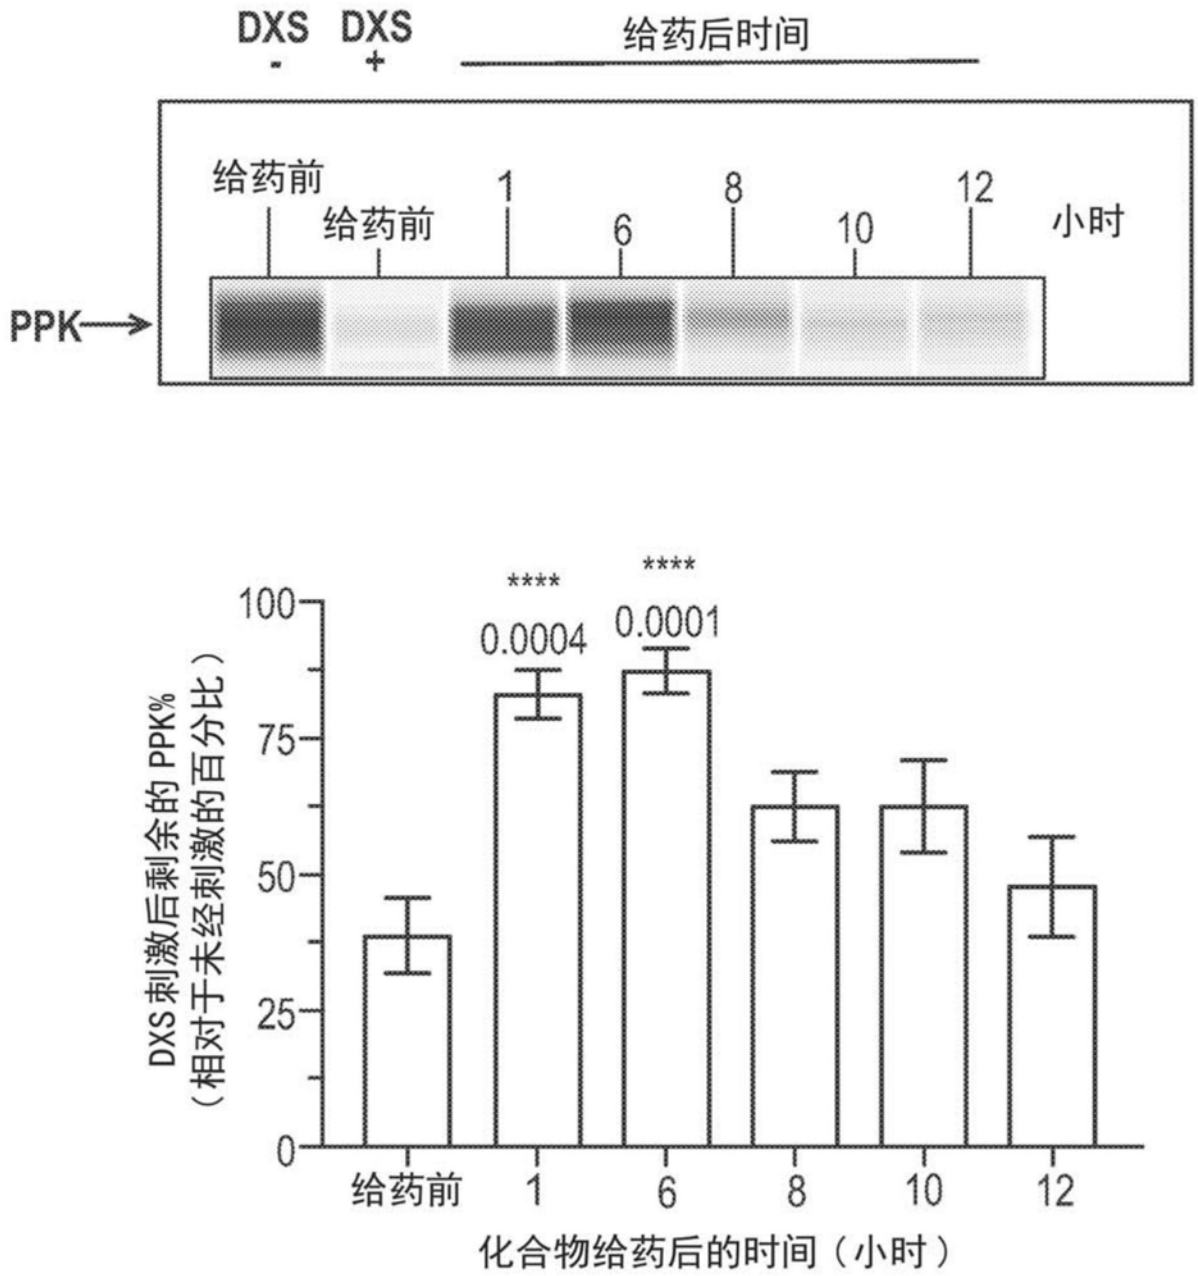 DXS DXS
- +
给药后时间
给药前
给药前
1
6
8
10
12
小时
PPK
****
****
0.0004
0.0001
100
75
50
25
0
DXS刺激后剩余的PPK%
（相对于未经刺激的百分比）
给药前 1 6 8 10 12
化合物给药后的时间（小时）